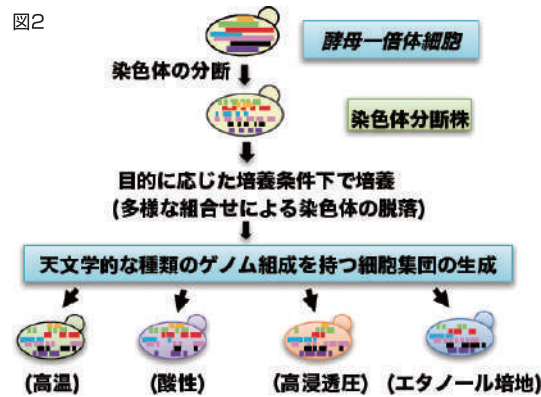 図2
酵母一倍体細胞
染色体の分断
染色体分断株
目的に応じた培養条件下で培養
(多様な組合せによる染色体の脱落)
天文学的な種類のゲノム組成を持つ細胞集団の生成
(高温) (酸性) (高浸透圧) (エタノール培地)